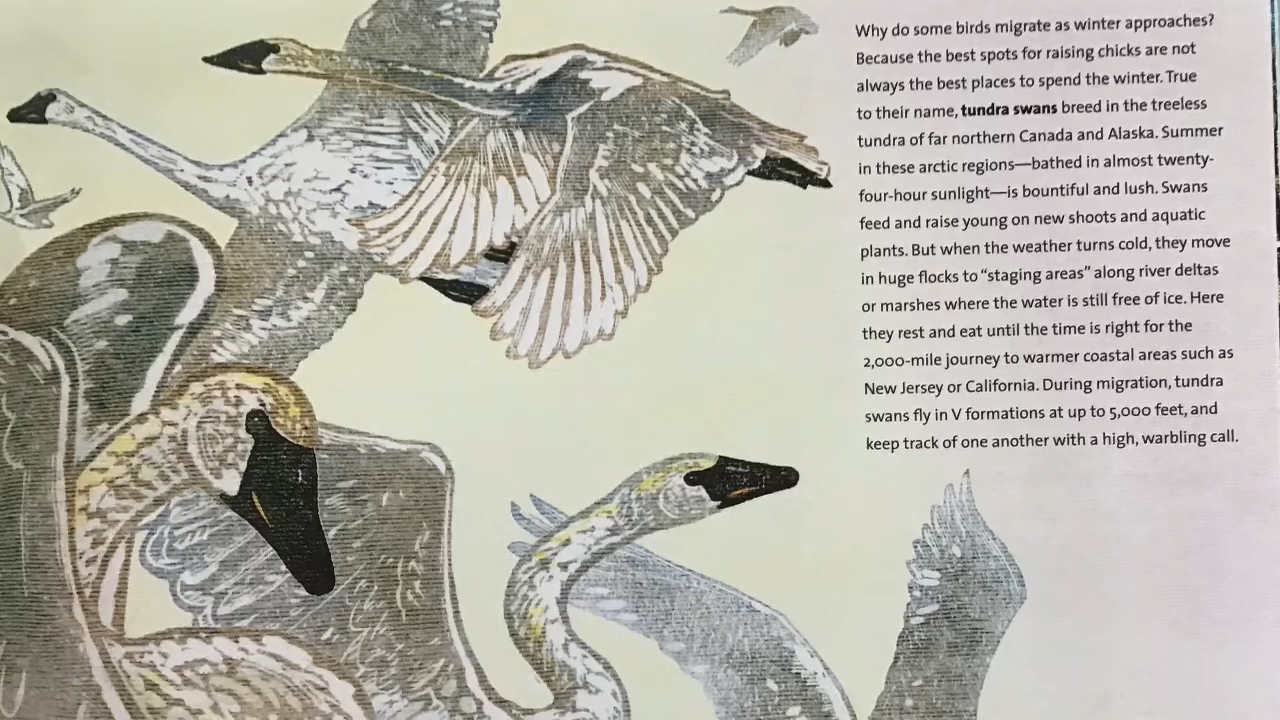 Why do some birds migrate as winter approaches?
Because the best spots for raising chicks are not
always the best places to spend the winter. True
to their name, tundra swans breed in the treeless
tundra of far northern Canada and Alaska. Summer
in these arctic regions—bathed in almost twenty-
four-hour sunlight—is bountiful and lush. Swans
feed and raise young on new shoots and aquatic
plants. But when the weather turns cold, they move
in huge flocks to “staging areas” along river deltas
or marshes where the water is still free of ice. Here
they rest and eat until the time is right for the
2,000-mile journey to warmer coastal areas such as
New Jersey or California. During migration, tundra
swans fly in V formations at up to 5,000 feet, and
keep track of one another with a high, warbling call.